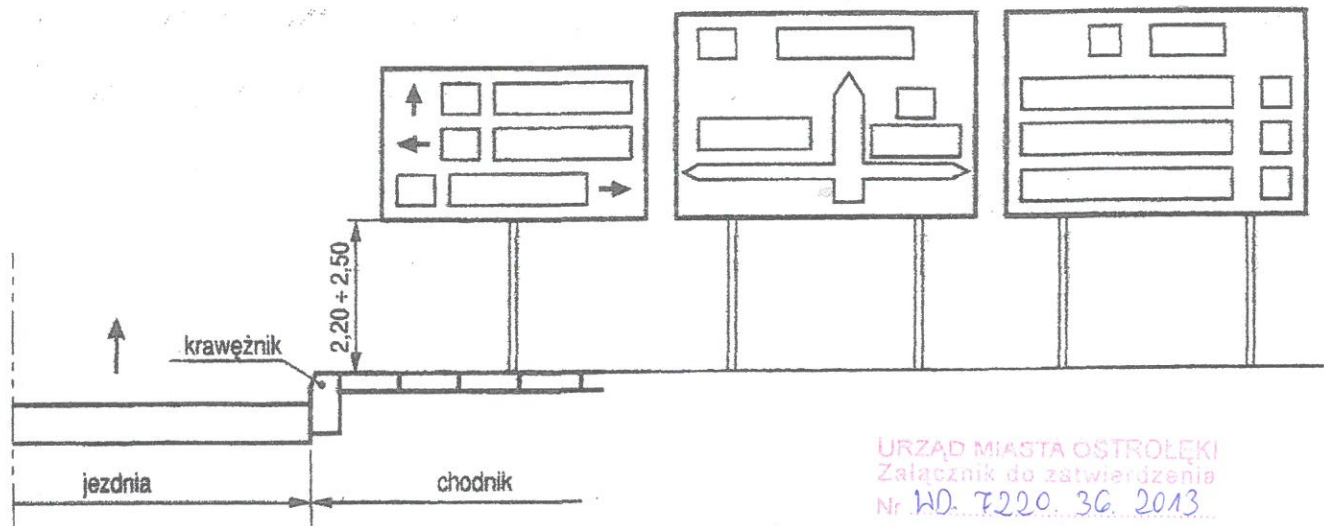 2,20 ÷ 2,50
krawężnik
jezdnia
chodnik
URZĄD MIASTA OSTROŁĘKI
Załącznik do zatwierdzenia
Nr WD. 7220. 36. 2013